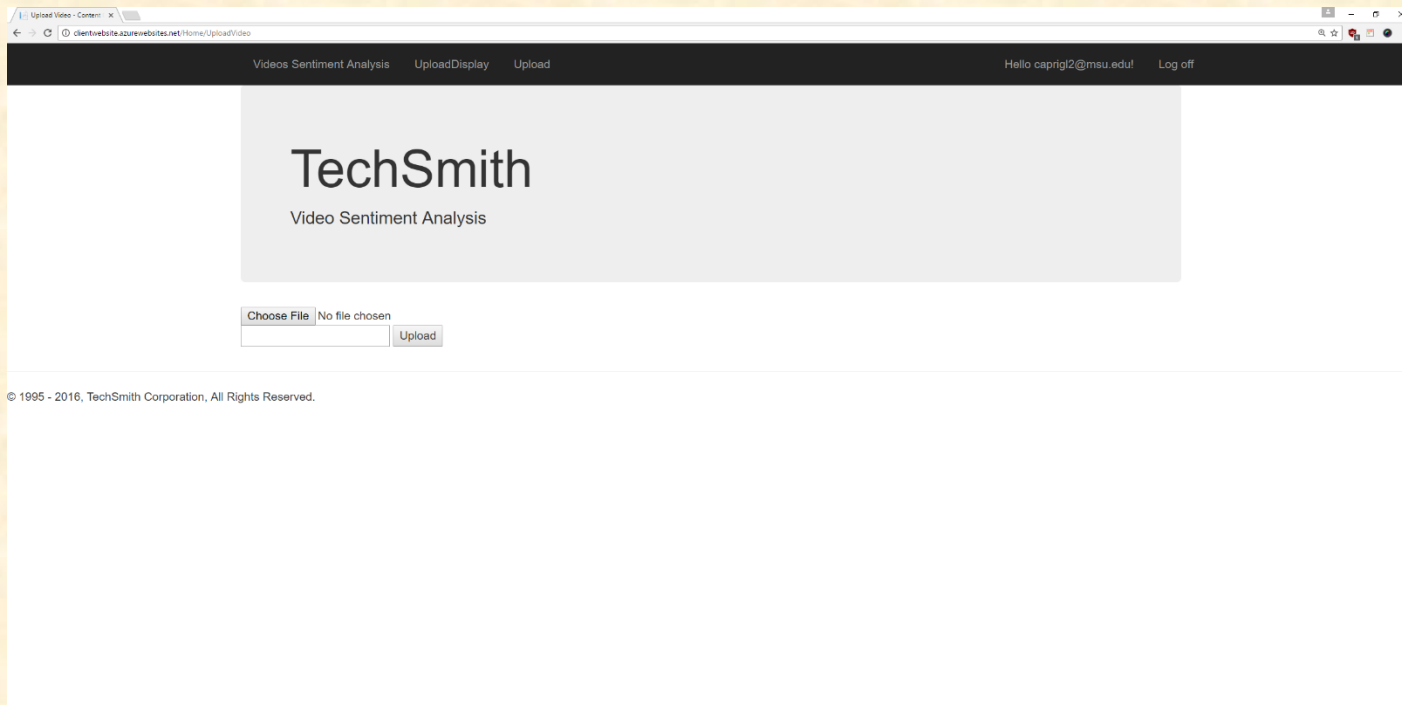 Upload Video - Content
clientwebsite.azurewebsites.net/Home/UploadVideo
Videos Sentiment Analysis UploadDisplay Upload Hello caprigl2@msu.edu! Log off
TechSmith
Video Sentiment Analysis
Choose File No file chosen
Upload
© 1995 - 2016, TechSmith Corporation, All Rights Reserved.